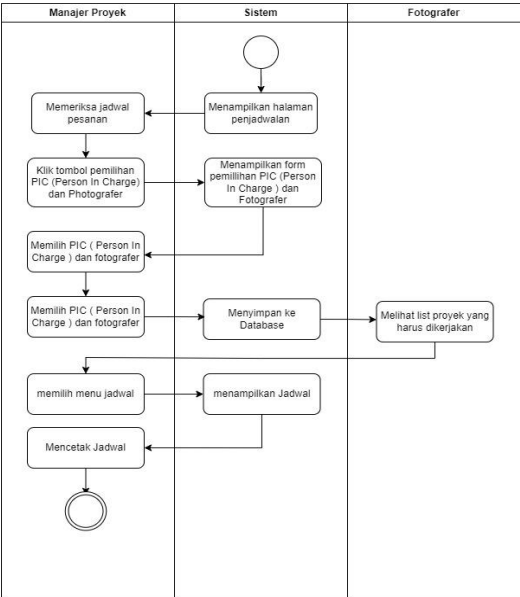 Manajer Proyek
Sistem
Fotografer
Menampilkan halaman
penjadwalan
Memeriksa jadwal
pesanan
Klik tombol pemilihan
PIC (Person In Charge)
dan Photografer
Menampilkan form
pemillihan PIC (Person
In Charge ) dan
Fotografer
Memilih PIC ( Person In
Charge ) dan fotografer
Memilih PIC ( Person In
Charge ) dan fotografer
Menyimpan ke
Database
Melihat list proyek yang
harus dikerjakan
memilih menu jadwal
menampilkan Jadwal
Mencetak Jadwal